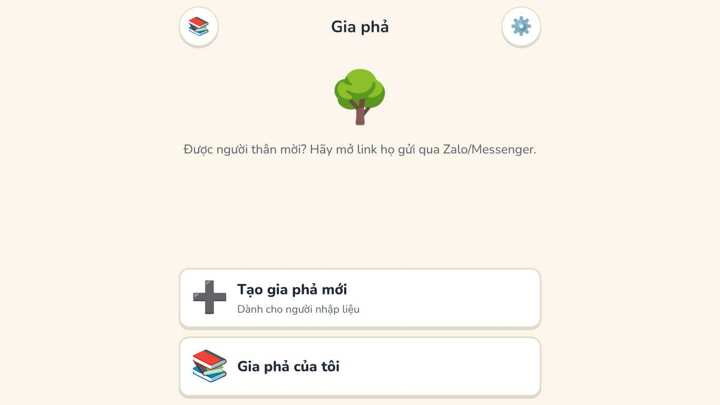 Gia phả
Được người thân mời? Hãy mở link họ gửi qua Zalo/Messenger.
Tạo gia phả mới
Dành cho người nhập liệu
Gia phả của tôi